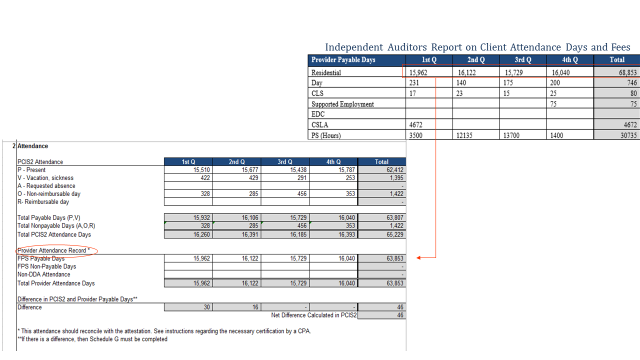 Independent Auditors Report on Client Attendance Days and Fees
Provider Payable Days 1st Q 2nd Q 3rd Q 4th Q Total
Residential 15,962 16,122 15,729 16,040 68,853
Day 231 140 175 200 746
CLS 17 23 15 25 80
Supported Employment 75 75
EDC
CSLA 4672 4672
PS (Hours) 3500 12135 13700 1400 30735
2 Attendance
PCIS2 Attendance 1st Q 2nd Q 3rd Q 4th Q Total
P - Present 15,510 15,677 15,438 15,787 62,412
V - Vacation, sickness 422 429 291 253 1,395
A - Requested absence -
O - Non-reimbursable day 328 285 456 353 1,422
R- Reimbursable day
Total Payable Days (P,V) 15,932 16,106 15,729 16,040 63,807
Total Nonpayable Days (A,O,R) 328 285 456 353 1,422
Total PCIS2 Attendance Days 16,260 16,391 16,185 16,393 65,229
Provider Attendance Record *
FPS Payable Days 15,962 16,122 15,729 16,040 63,853
FPS Non-Payable Days -
Non-DDA Attendance -
Total Provider Attendance Days 15,962 16,122 15,729 16,040 63,853
Difference in PCIS2 and Provider Payable Days**
Difference 30 16 - - 46
Net Difference Calculated in PCIS2 46
* This attendance should reconcile with the attestation. See instructions regarding the necessary certification by a CPA.
**If there is a difference, then Schedule G must be completed